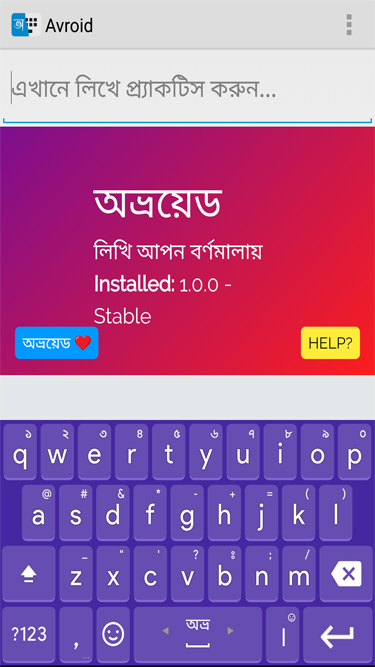 Avroid
এখানে লিখে প্র্যাকটিস করুন...
অভ্রয়েড
লিখি আপন বর্ণমালায়
Installed: 1.0.0 -
Stable
অভ্রয়েড ❤️ HELP?
১ ২ ৩ ৪ ৫ ৬ ৭ ৮ ৯ ০
q w e r t y u i o p
@ # & * - + = ( )
a s d f g h j k l
_ " ' ? ঃ ; /
z x c v b n m
?123 , অভ্র ।